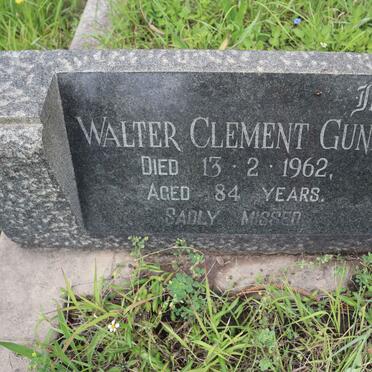 WALTER CLEMENT GUN
DIED 13 · 2 · 1962,
AGED 84 YEARS.
SADLY MISSED